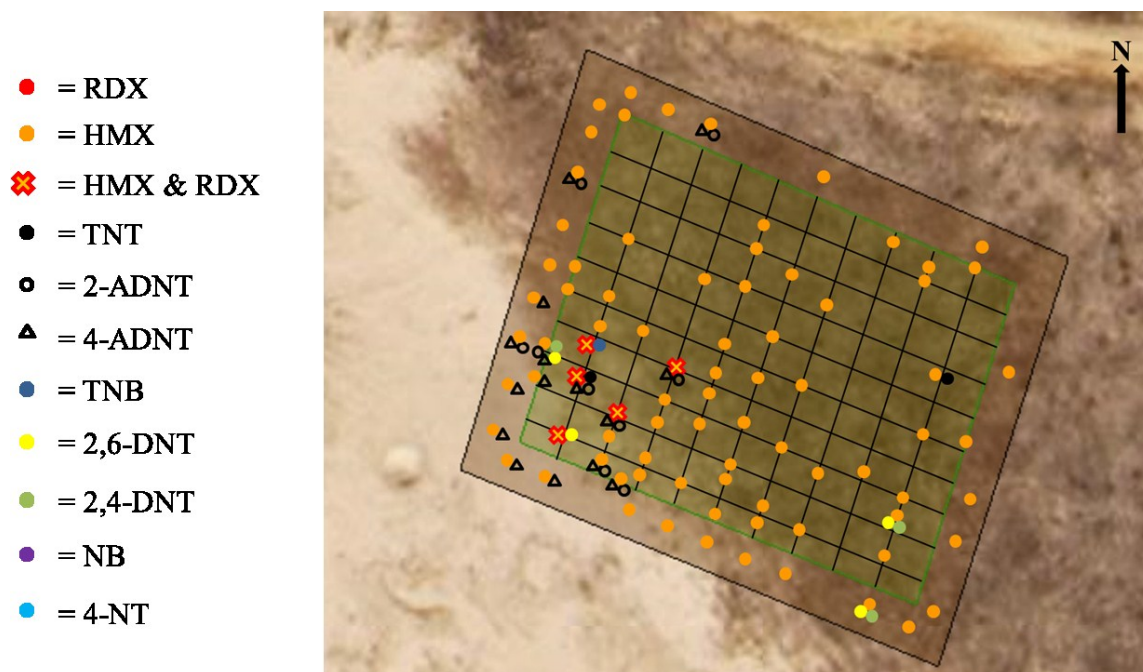 = RDX
= HMX
= HMX & RDX
= TNT
= 2-ADNT
= 4-ADNT
= TNB
= 2,6-DNT
= 2,4-DNT
= NB
= 4-NT
N